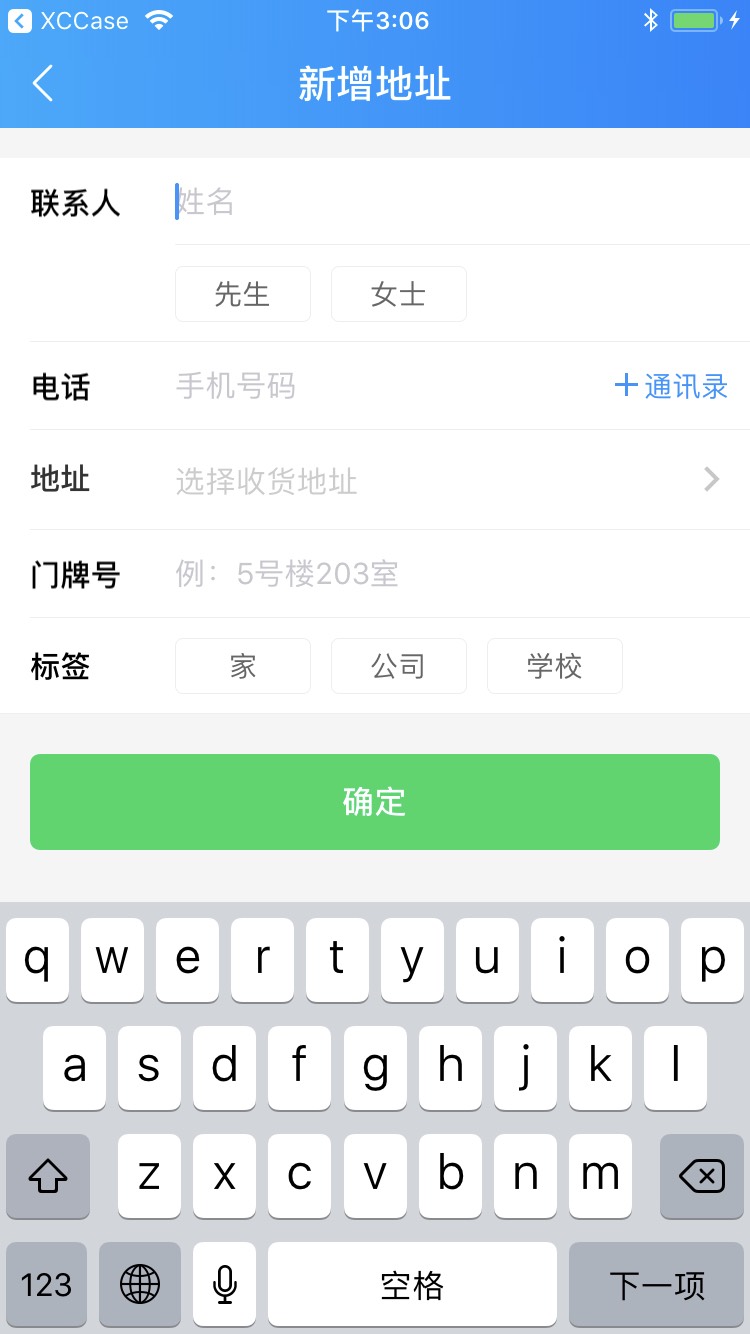 XCCase 下午3:06
新增地址
联系人 姓名
先生 女士
电话 手机号码 +通讯录
地址 选择收货地址
门牌号 例：5号楼203室
标签 家 公司 学校
确定
q w e r t y u i o p
a s d f g h j k l
z x c v b n m
123 空格 下一项